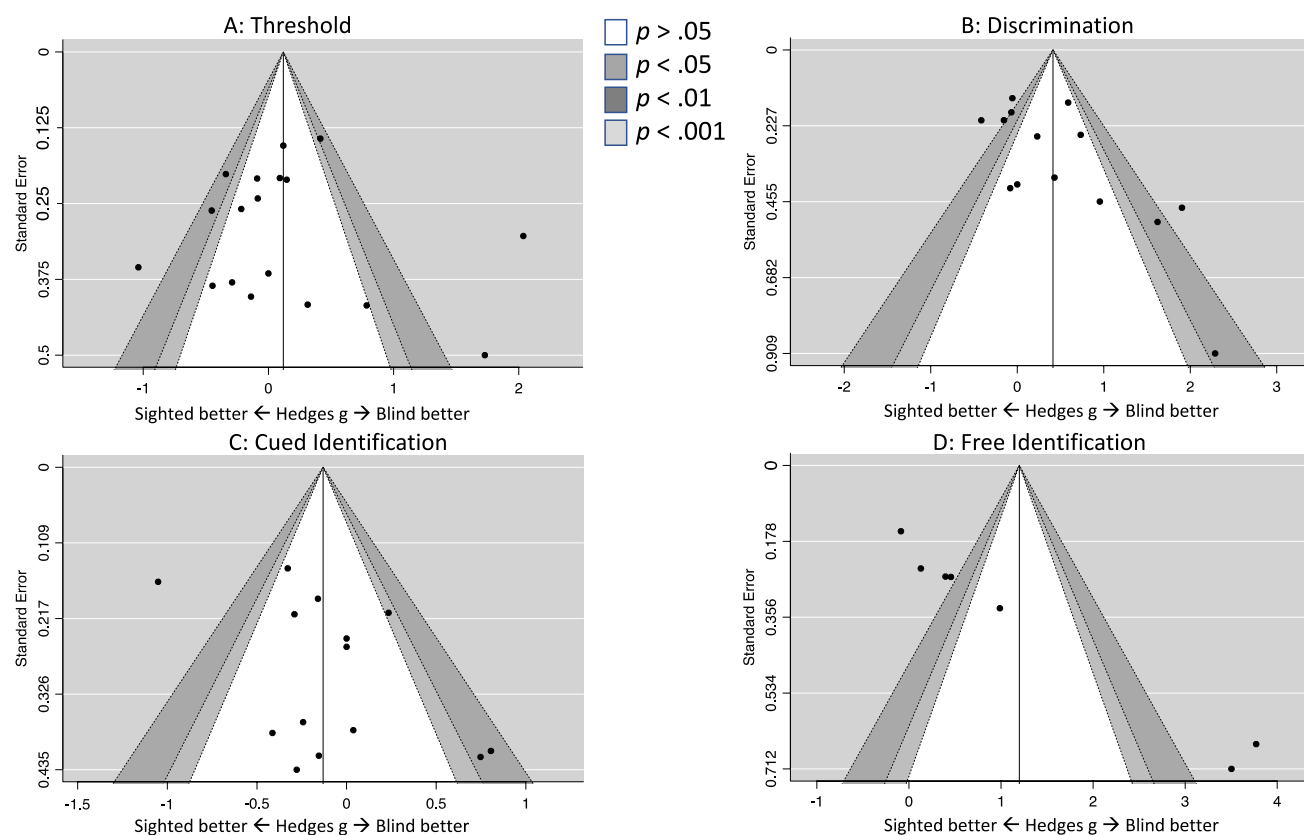 A: Threshold
0
0.125
0.25
0.375
0.5
Standard Error
-1 0 1 2
Sighted better ← Hedges g → Blind better
p > .05
p < .05
p < .01
p < .001
B: Discrimination
0
0.227
0.455
0.682
0.909
Standard Error
-2 -1 0 1 2 3
Sighted better ← Hedges g → Blind better
C: Cued Identification
0
0.109
0.217
0.326
0.435
Standard Error
-1.5 -1 -0.5 0 0.5 1
Sighted better ← Hedges g → Blind better
D: Free Identification
0
0.178
0.356
0.534
0.712
Standard Error
-1 0 1 2 3 4
Sighted better ← Hedges g → Blind better